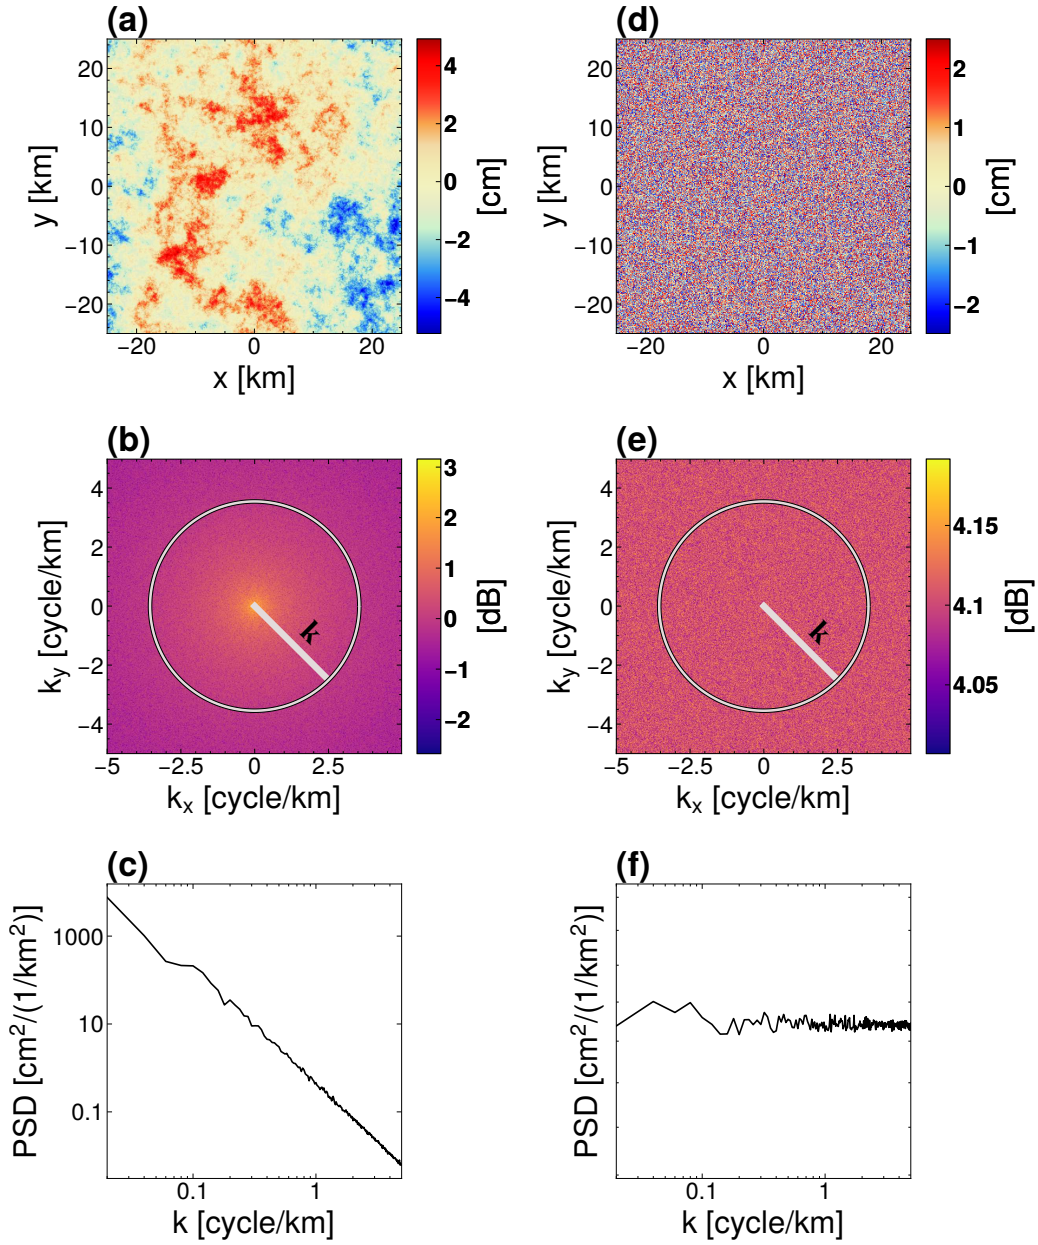 (a)
20
10
0
−10
−20
y [km]
−20
0
20
x [km]
4
2
0
−2
−4
[cm]
(d)
20
10
0
−10
−20
y [km]
−20
0
20
x [km]
2
1
0
−1
−2
[cm]
(b)
4
2
0
−2
−4
k_y [cycle/km]
−5
−2.5
0
2.5
k_x [cycle/km]
k
3
2
1
0
−1
−2
[dB]
(e)
4
2
0
−2
−4
k_y [cycle/km]
−5
−2.5
0
2.5
k_x [cycle/km]
k
4.15
4.10
4.05
[dB]
(c)
1000
10
0.1
PSD [cm²/(1/km²)]
0.1
1
k [cycle/km]
(f)
PSD [cm²/(1/km²)]
0.1
1
k [cycle/km]